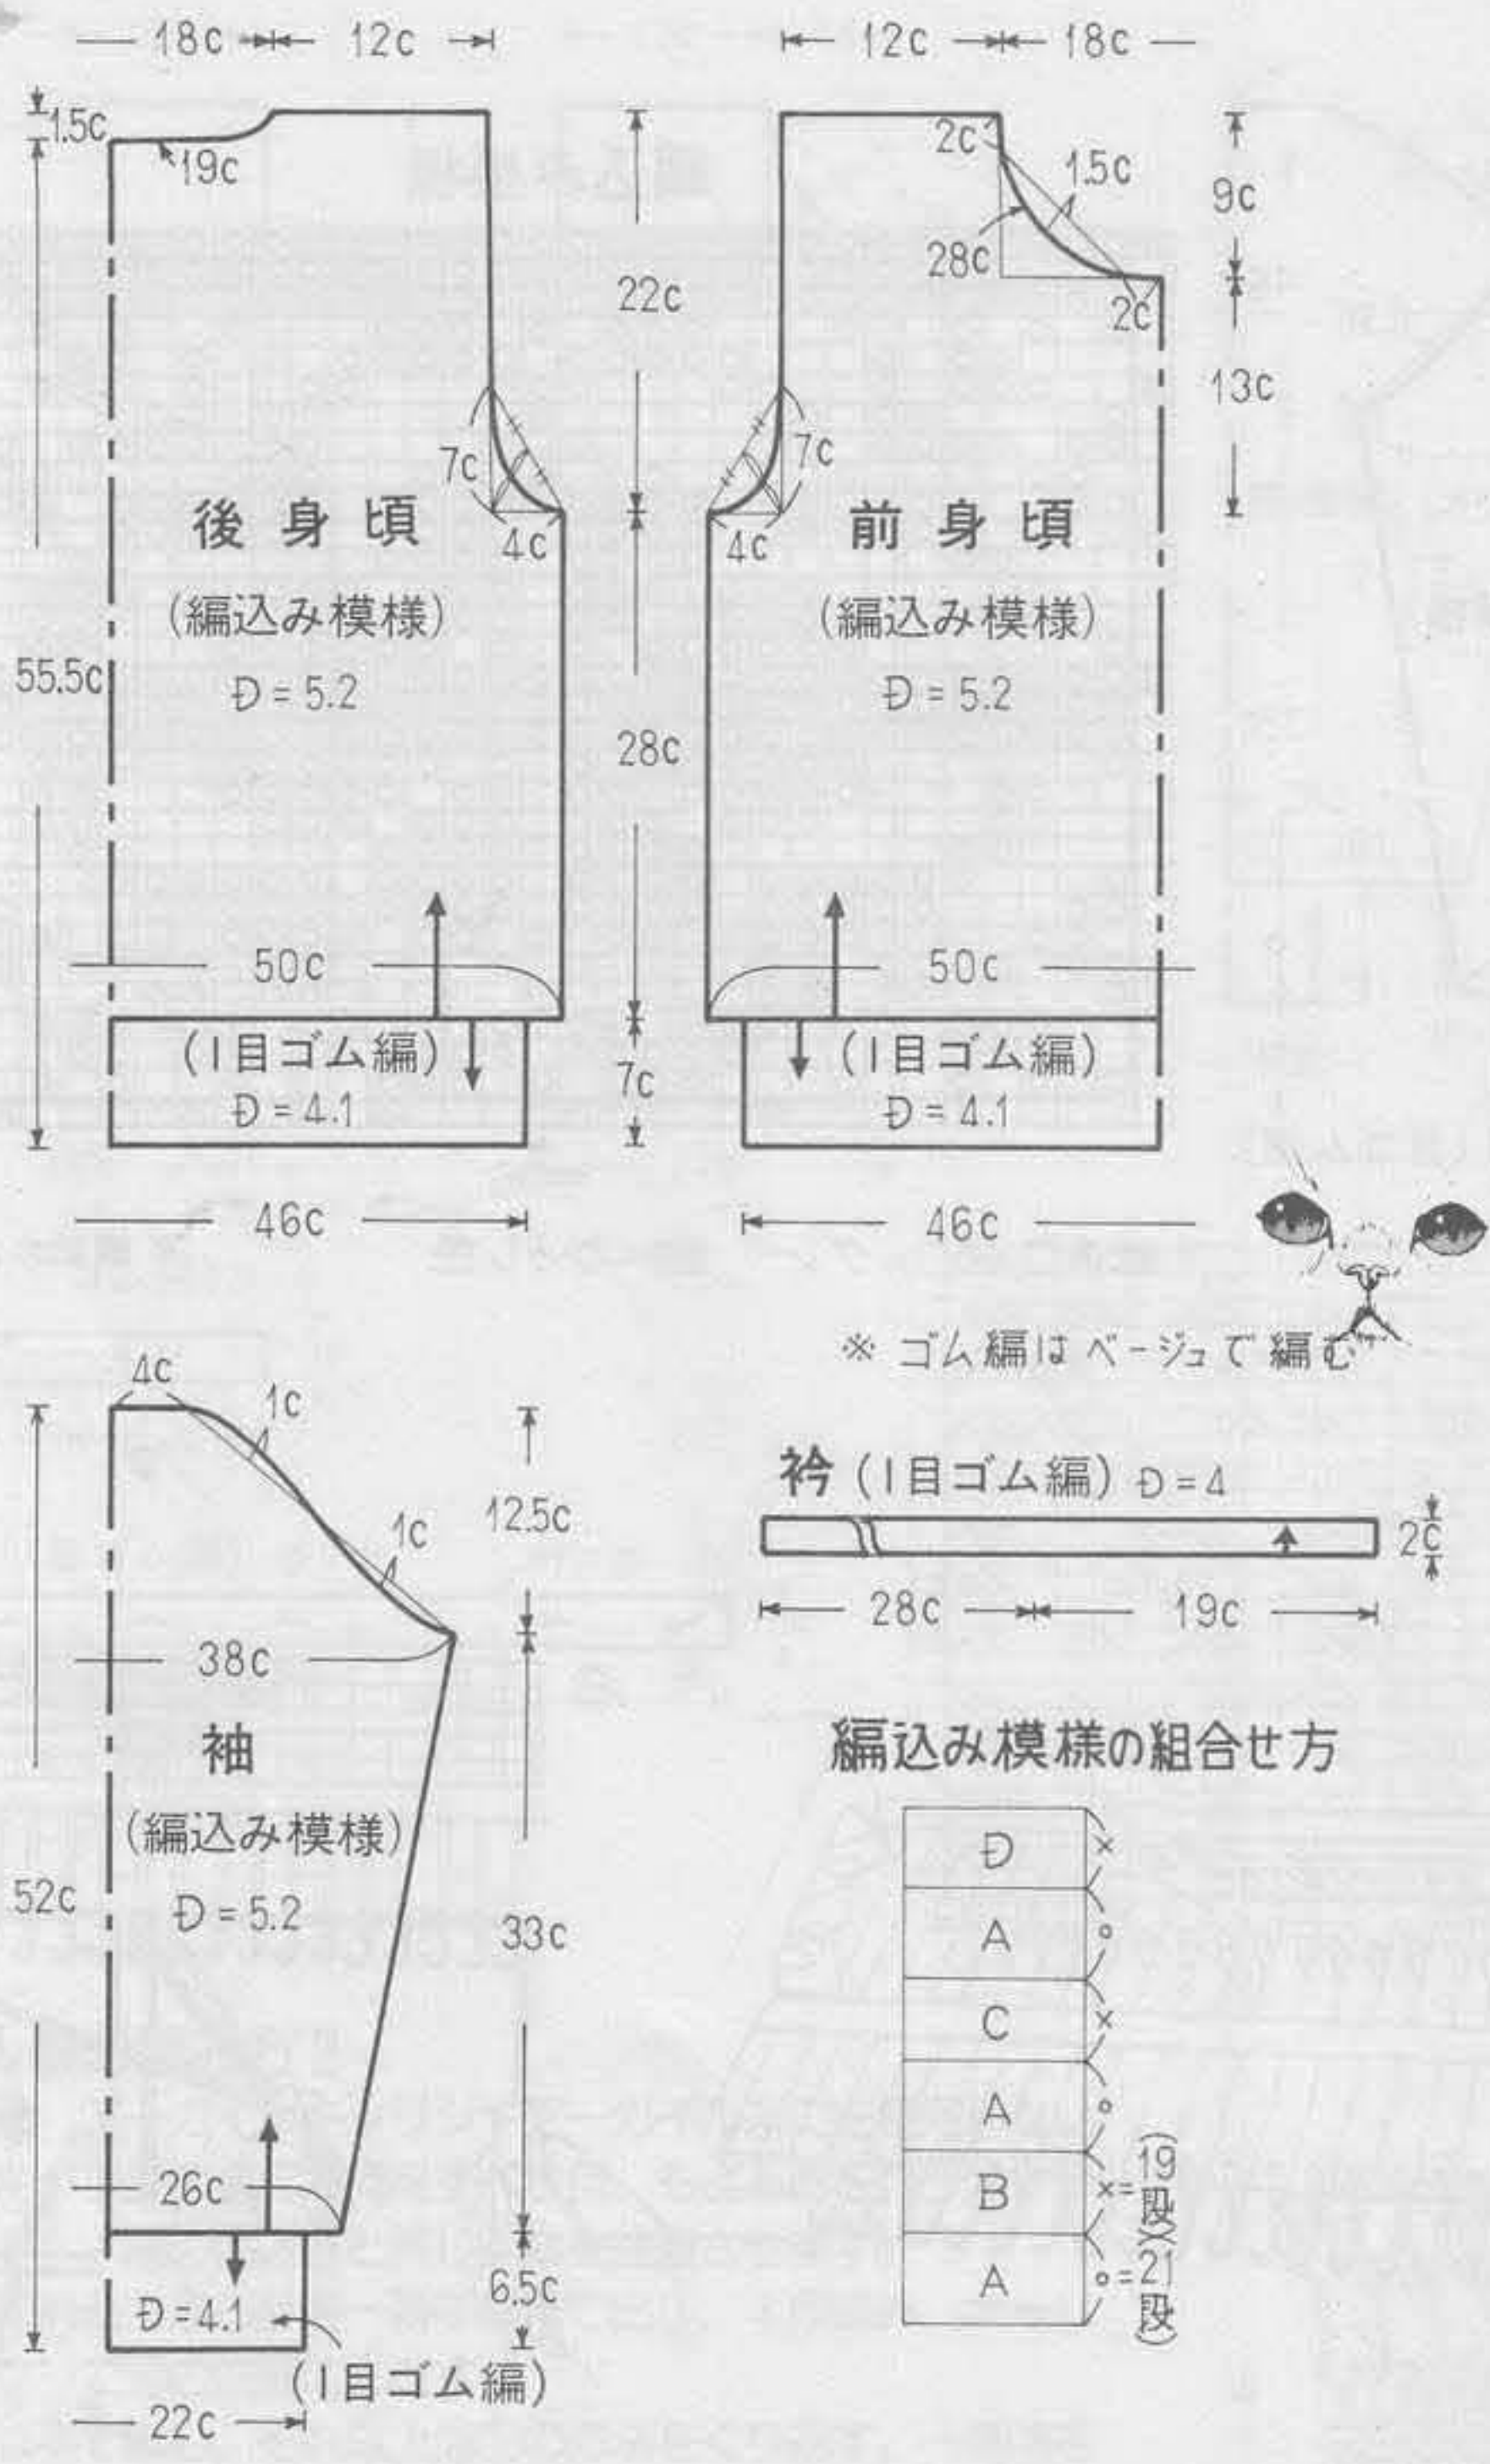 18c 12c
12c 18c
1.5c
19c
2c
1.5c
28c
2c
9c
22c
13c
7c
4c
7c
4c
後身頃
(編込み模様)
D=5.2
前身頃
(編込み模様)
D=5.2
55.5c
28c
50c
50c
(1目ゴム編)
D=4.1
7c
(1目ゴム編)
D=4.1
46c
46c
※ゴム編はベージュで編む
4c
1c
1c
12.5c
38c
袖
(編込み模様)
D=5.2
52c
33c
26c
D=4.1
6.5c
(1目ゴム編)
22c
衿(1目ゴム編) D=4
2c
28c 19c
編込み模様の組合せ方
D ×
A ○
C ×
A ○
B ×=(19段)
A ○=(21段)